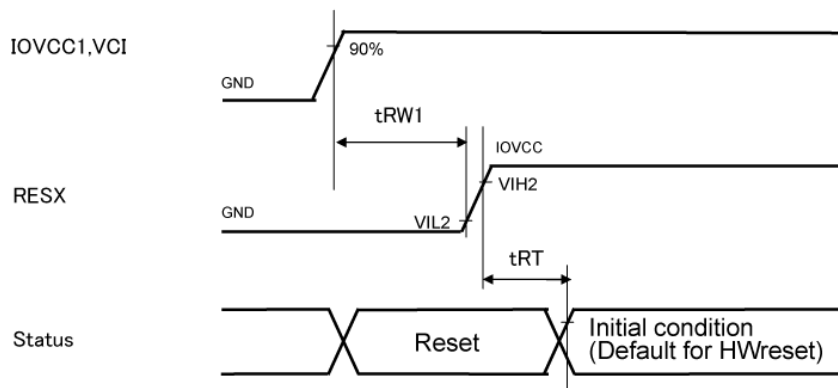 IOVCC1,VCI
90%
GND
tRW1
IOVCC
RESX
VIH2
GND
VIL2
tRT
Status
Reset
Initial condition
(Default for HWreset)